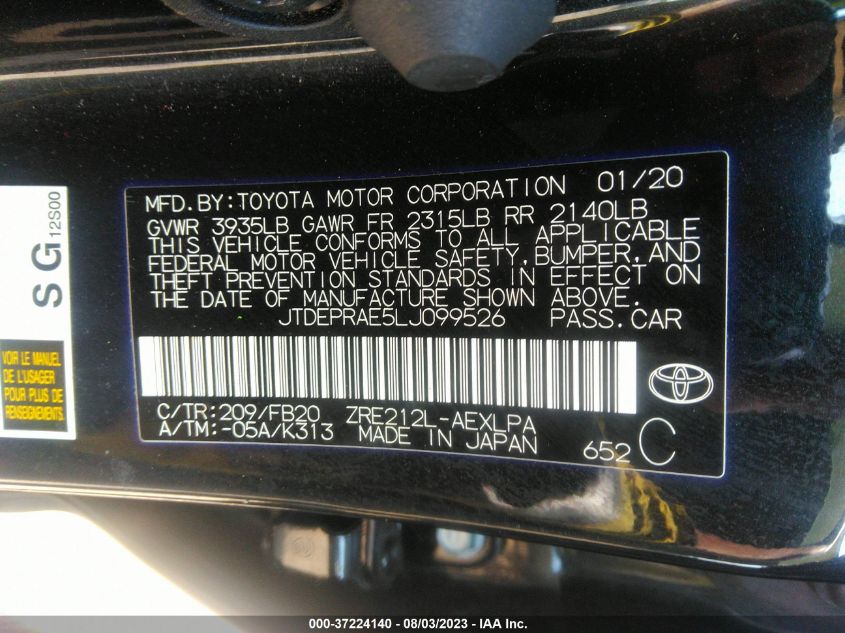 MFD.BY:TOYOTA MOTOR CORPORATION 01/20
GVWR 3935LB GAWR FR 2315LB RR 2140LB
THIS VEHICLE CONFORMS TO ALL APPLICABLE
FEDERAL MOTOR VEHICLE SAFETY, BUMPER, AND
THEFT PREVENTION STANDARDS IN EFFECT ON
THE DATE OF MANUFACTURE SHOWN ABOVE.
JTDEPRAE5LJ099526 PASS.CAR
C/TR:209/FB20 ZRE212L-AEXLPA
A/TM:-05A/K313 MADE IN JAPAN
652 C
SG 12S00
VOIR LE MANUEL
DE L'USAGER
POUR PLUS DE
RENSEIGNEMENTS
000-37224140 - 08/03/2023 - IAA Inc.